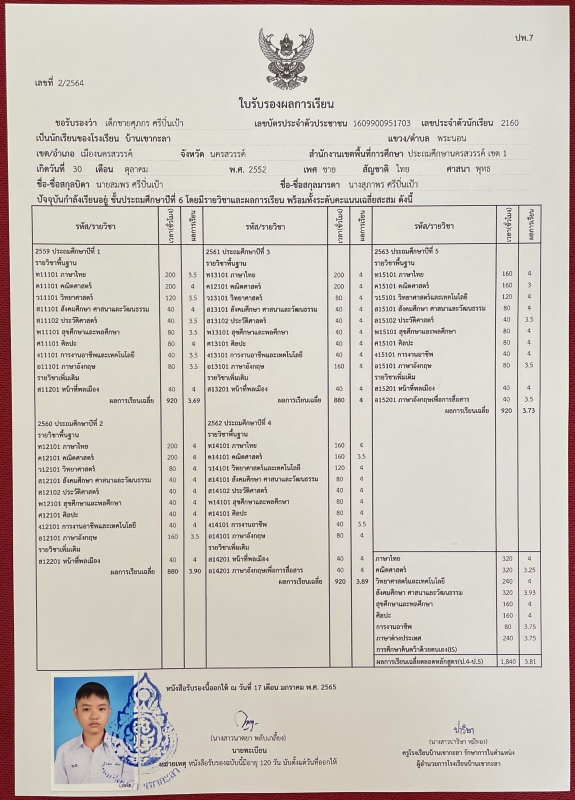 ปพ.7
เลขที่ 2/2564
ใบรับรองผลการเรียน
ขอรับรองว่า เด็กชายศุภกร ศรีปิ่นเป้า เลขบัตรประจำตัวประชาชน 1609900951703 เลขประจำตัวนักเรียน 2160
เป็นนักเรียนของโรงเรียน บ้านเขากะลา แขวง/ตำบล พระนอน
เขต/อำเภอ เมืองนครสวรรค์ จังหวัด นครสวรรค์ สำนักงานเขตพื้นที่การศึกษา ประถมศึกษานครสวรรค์ เขต 1
เกิดวันที่ 30 เดือน ตุลาคม พ.ศ. 2552 เพศ ชาย สัญชาติ ไทย ศาสนา พุทธ
ชื่อ-ชื่อสกุลบิดา นายสมพร ศรีปิ่นเป้า ชื่อ-ชื่อสกุลมารดา นางสุภาพร ศรีปิ่นเป้า
ปัจจุบันกำลังเรียนอยู่ ชั้นประถมศึกษาปีที่ 6 โดยมีรายวิชาและผลการเรียน พร้อมทั้งระดับคะแนนเฉลี่ยสะสม ดังนี้
รหัส/รายวิชา เวลา(ชั่วโมง) ผลการเรียน
2559 ประถมศึกษาปีที่ 1
รายวิชาพื้นฐาน
ท11101 ภาษาไทย 200 3.5
ค11101 คณิตศาสตร์ 200 4
ว11101 วิทยาศาสตร์ 120 3.5
ส11101 สังคมศึกษา ศาสนาและวัฒนธรรม 40 4
ส11102 ประวัติศาสตร์ 40 3.5
พ11101 สุขศึกษาและพลศึกษา 80 4
ศ11101 ศิลปะ 80 4
ง11101 การงานอาชีพและเทคโนโลยี 40 3.5
อ11101 ภาษาอังกฤษ 80 3.5
รายวิชาเพิ่มเติม
ส11201 หน้าที่พลเมือง 40 4
ผลการเรียนเฉลี่ย 920 3.69
2560 ประถมศึกษาปีที่ 2
รายวิชาพื้นฐาน
ท12101 ภาษาไทย 200 4
ค12101 คณิตศาสตร์ 200 4
ว12101 วิทยาศาสตร์ 80 4
ส12101 สังคมศึกษา ศาสนาและวัฒนธรรม 40 4
ส12102 ประวัติศาสตร์ 40 4
พ12101 สุขศึกษาและพลศึกษา 40 4
ศ12101 ศิลปะ 40 4
ง12101 การงานอาชีพและเทคโนโลยี 40 4
อ12101 ภาษาอังกฤษ 160 3.5
รายวิชาเพิ่มเติม
ส12201 หน้าที่พลเมือง 40 4
ผลการเรียนเฉลี่ย 880 3.90
รหัส/รายวิชา เวลา(ชั่วโมง) ผลการเรียน
2561 ประถมศึกษาปีที่ 3
รายวิชาพื้นฐาน
ท13101 ภาษาไทย 200 4
ค13101 คณิตศาสตร์ 200 4
ว13101 วิทยาศาสตร์ 80 4
ส13101 สังคมศึกษา ศาสนาและวัฒนธรรม 40 4
ส13102 ประวัติศาสตร์ 40 4
พ13101 สุขศึกษาและพลศึกษา 40 4
ศ13101 ศิลปะ 40 4
ง13101 การงานอาชีพและเทคโนโลยี 40 4
อ13101 ภาษาอังกฤษ 160 4
รายวิชาเพิ่มเติม
ส13201 หน้าที่พลเมือง 40 4
ผลการเรียนเฉลี่ย 880 4
2562 ประถมศึกษาปีที่ 4
รายวิชาพื้นฐาน
ท14101 ภาษาไทย 160 4
ค14101 คณิตศาสตร์ 160 3.5
ว14101 วิทยาศาสตร์และเทคโนโลยี 120 4
ส14101 สังคมศึกษา ศาสนาและวัฒนธรรม 80 4
ส14102 ประวัติศาสตร์ 40 4
พ14101 สุขศึกษาและพลศึกษา 80 4
ศ14101 ศิลปะ 80 4
ง14101 การงานอาชีพ 40 3.5
อ14101 ภาษาอังกฤษ 80 4
รายวิชาเพิ่มเติม
ส14201 หน้าที่พลเมือง 40 4
อ14201 ภาษาอังกฤษเพื่อการสื่อสาร 40 4
ผลการเรียนเฉลี่ย 920 3.89
รหัส/รายวิชา เวลา(ชั่วโมง) ผลการเรียน
2563 ประถมศึกษาปีที่ 5
รายวิชาพื้นฐาน
ท15101 ภาษาไทย 160 4
ค15101 คณิตศาสตร์ 160 3
ว15101 วิทยาศาสตร์และเทคโนโลยี 120 4
ส15101 สังคมศึกษา ศาสนาและวัฒนธรรม 80 4
ส15102 ประวัติศาสตร์ 40 3.5
พ15101 สุขศึกษาและพลศึกษา 80 4
ศ15101 ศิลปะ 80 4
ง15101 การงานอาชีพ 40 4
อ15101 ภาษาอังกฤษ 80 3.5
รายวิชาเพิ่มเติม
ส15201 หน้าที่พลเมือง 40 4
อ15201 ภาษาอังกฤษเพื่อการสื่อสาร 40 3.5
ผลการเรียนเฉลี่ย 920 3.73
ภาษาไทย 320 4
คณิตศาสตร์ 320 3.25
วิทยาศาสตร์และเทคโนโลยี 240 4
สังคมศึกษา ศาสนาและวัฒนธรรม 320 3.93
สุขศึกษาและพลศึกษา 160 4
ศิลปะ 160 4
การงานอาชีพ 80 3.75
ภาษาต่างประเทศ 240 3.75
การศึกษาค้นคว้าด้วยตนเอง(IS)
ผลการเรียนเฉลี่ยตลอดหลักสูตร(ป.4-ป.5) 1,840 3.81
หนังสือรับรองนี้ออกให้ ณ วันที่ 17 เดือน มกราคม พ.ศ. 2565
(นางสาวนาตยา พลับเกลี้ยง)
นายทะเบียน
หมายเหตุ หนังสือรับรองฉบับนี้มีอายุ 120 วัน นับตั้งแต่วันที่ออกให้
(นางสาวปาริษา หมีทอง)
ครูโรงเรียนบ้านเขากะลา รักษาการในตำแหน่ง
ผู้อำนวยการโรงเรียนบ้านเขากะลา